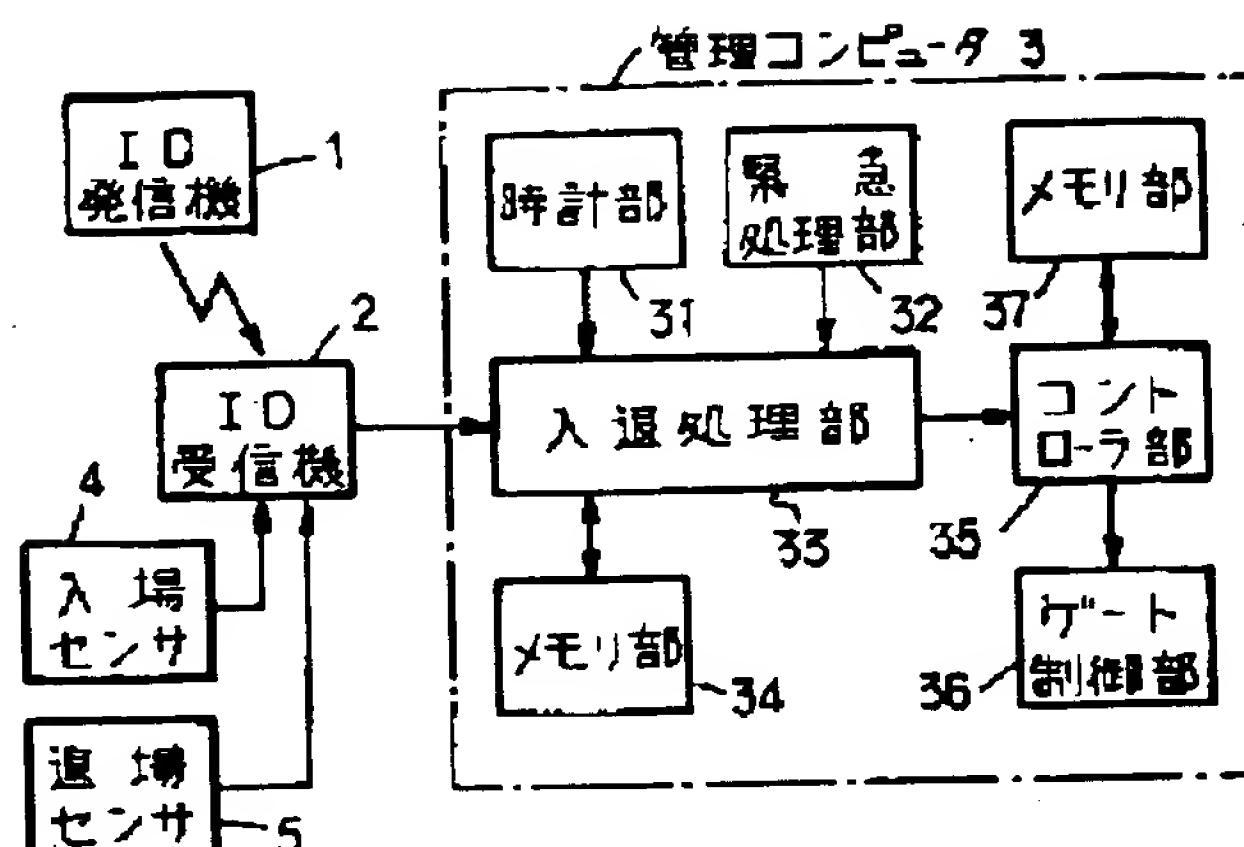 管理コンピュータ 3
ID
発信機
1
時計部
31
緊急
処理部
32
メモリ部
37
2
ID
受信機
入退処理部
33
コント
ローラ部
35
4
入場
センサ
メモリ部
34
ゲート
制御部
36
退場
センサ
5